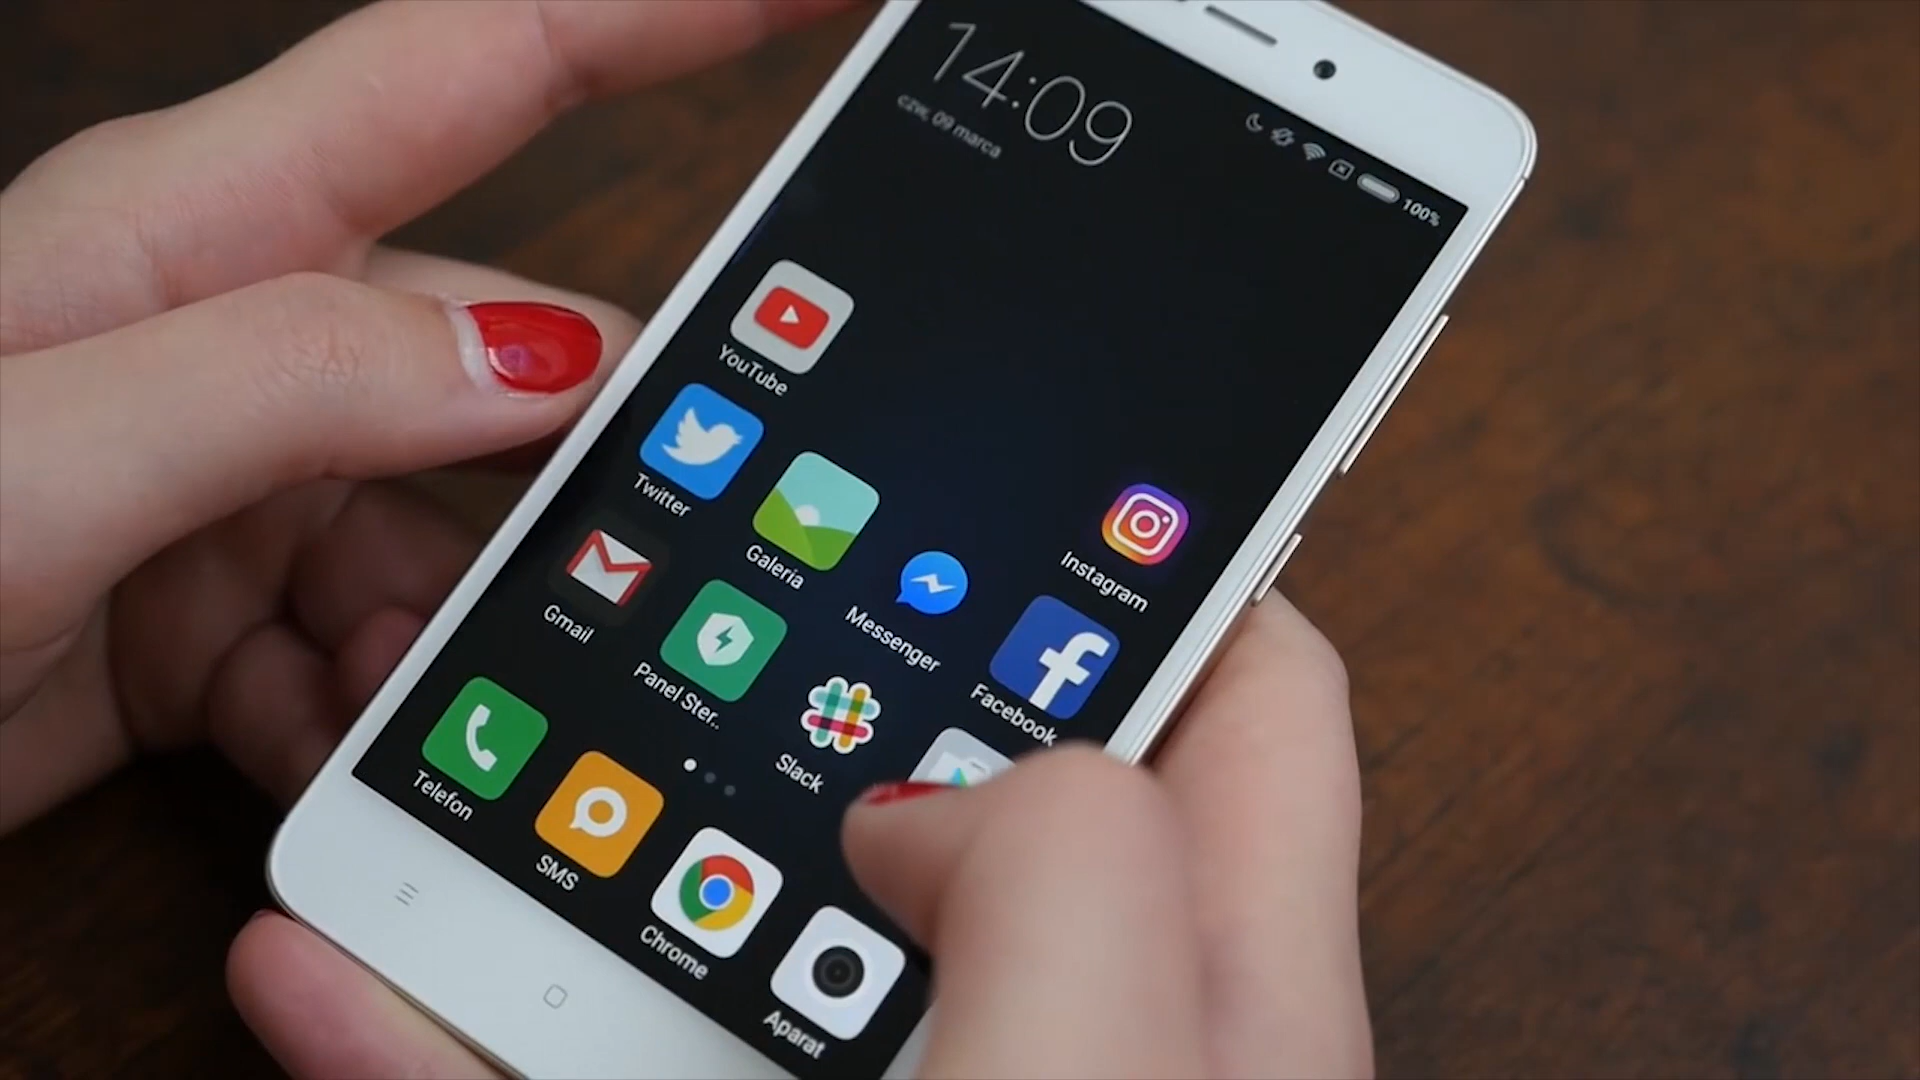 14:09
czw, 09 marca
100%
YouTube
Twitter
Galeria
Messenger
Instagram
Gmail
Panel Ster..
Slack
Facebook
Telefon
SMS
Chrome
Aparat